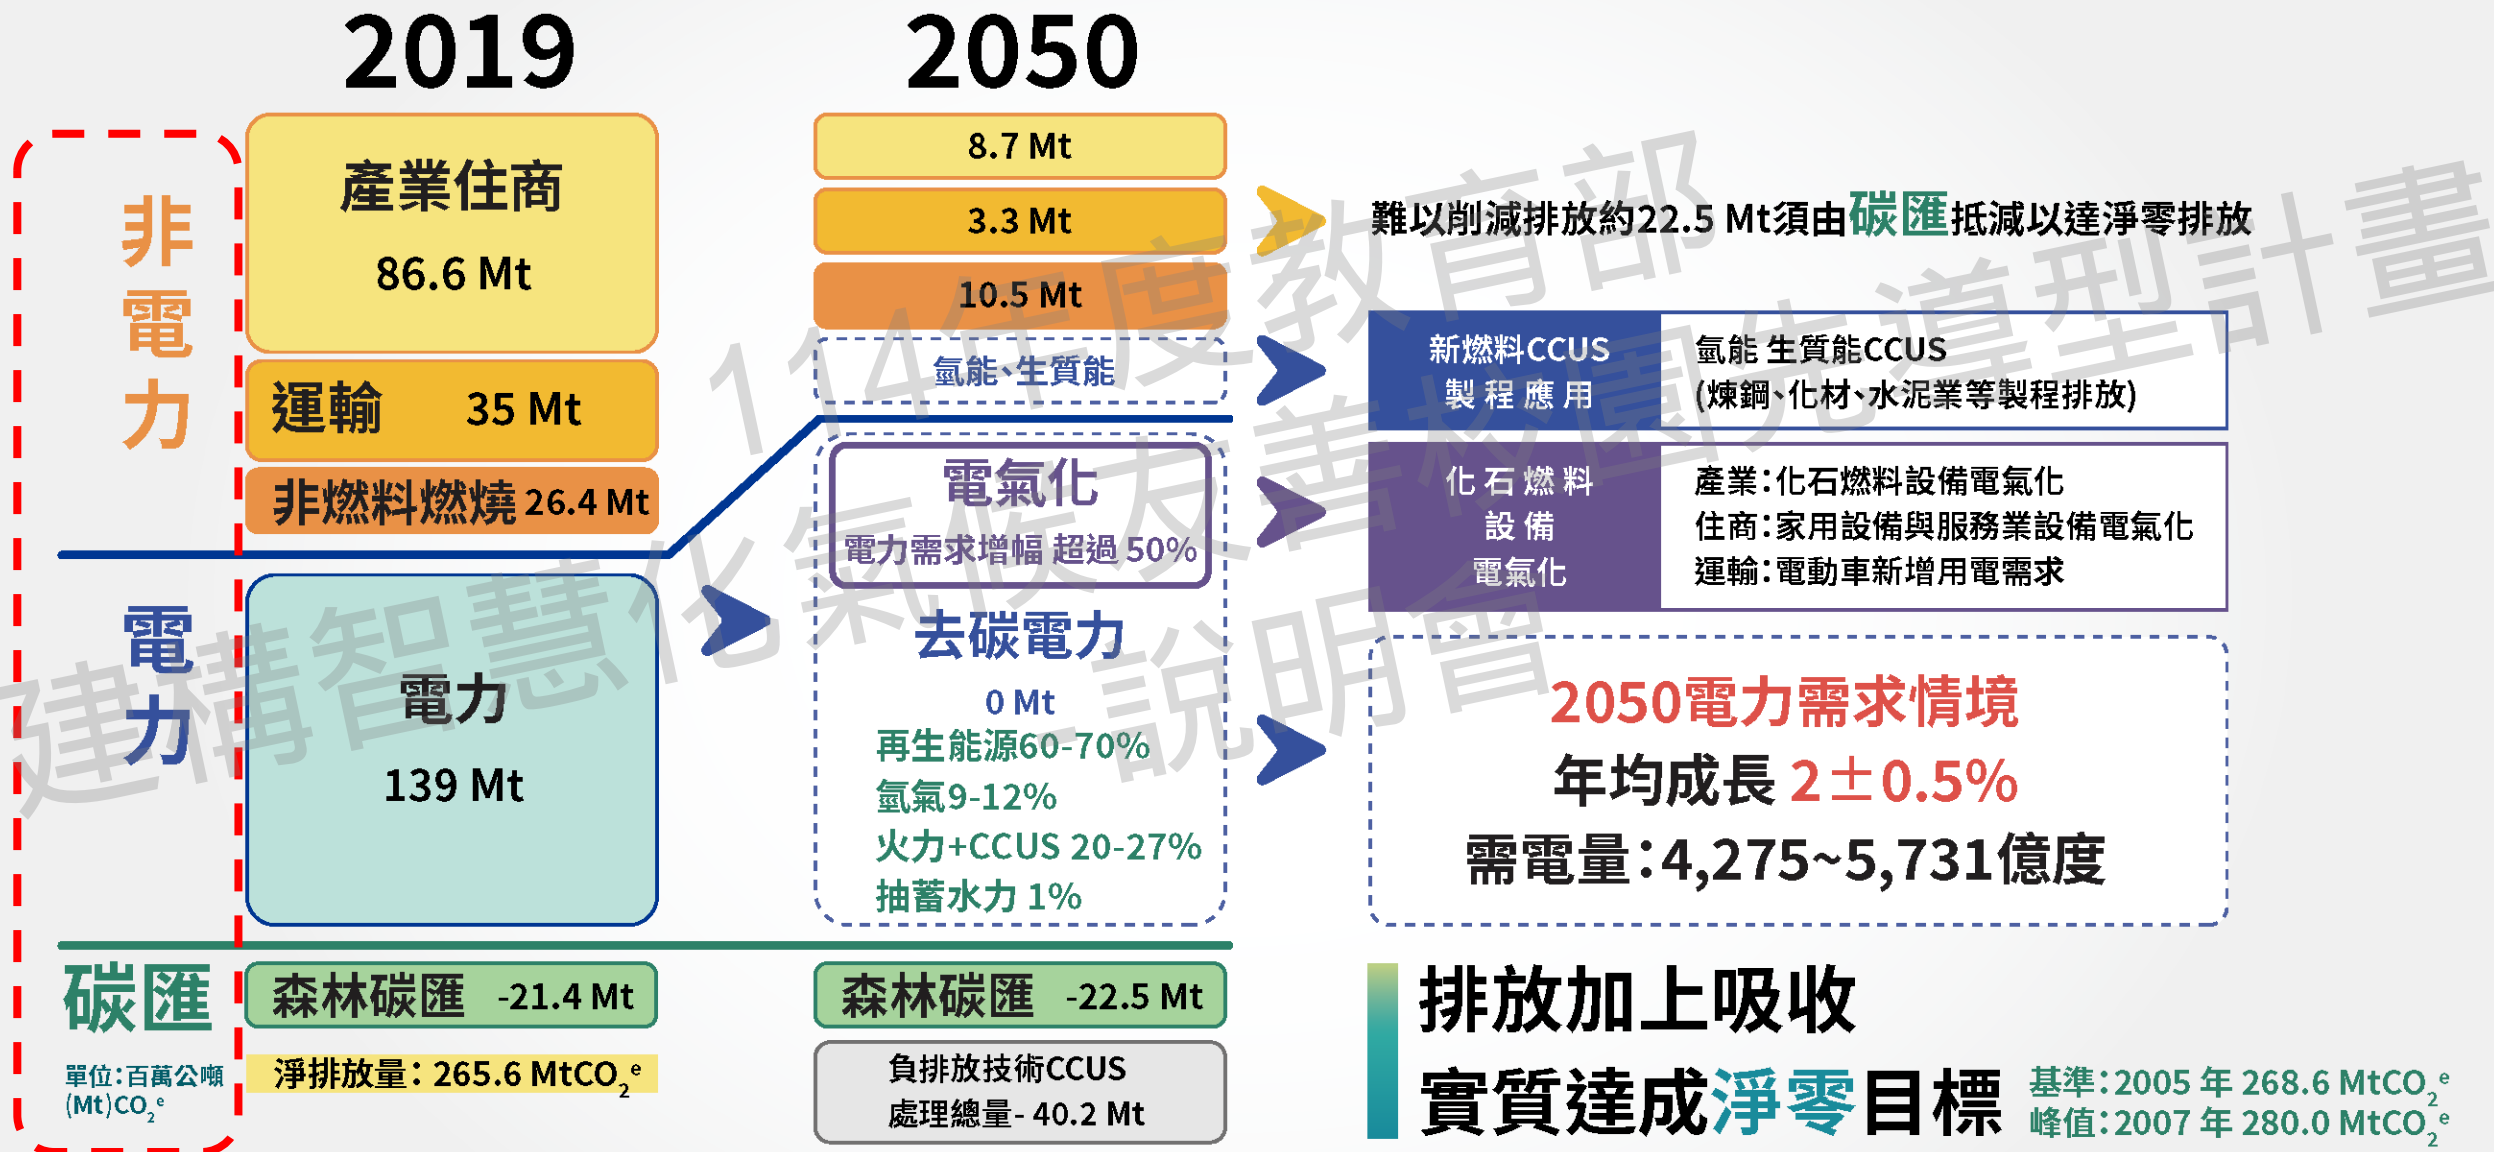 2019
2050
非電力
產業住商
86.6 Mt
運輸 35 Mt
非燃料燃燒 26.4 Mt
8.7 Mt
3.3 Mt
10.5 Mt
氫能、生質能
難以削減排放約22.5 Mt須由碳匯抵減以達淨零排放
新燃料CCUS
製程應用
氫能 生質能CCUS
(煉鋼、化材、水泥業等製程排放)
電力
電力
139 Mt
電氣化
電力需求增幅 超過 50%
去碳電力
0 Mt
再生能源60-70%
氫氣9-12%
火力+CCUS 20-27%
抽蓄水力 1%
化石燃料
設備
電氣化
產業：化石燃料設備電氣化
住商：家用設備與服務業設備電氣化
運輸：電動車新增用電需求
2050電力需求情境
年均成長 2±0.5%
需電量：4,275~5,731億度
碳匯
單位：百萬公噸
(Mt)CO₂ᵉ
森林碳匯 -21.4 Mt
淨排放量： 265.6 MtCO₂ᵉ
森林碳匯 -22.5 Mt
負排放技術CCUS
處理總量- 40.2 Mt
排放加上吸收
實質達成淨零目標
基準：2005 年 268.6 MtCO₂ᵉ
峰值：2007 年 280.0 MtCO₂ᵉ
114年度教育部
建構智慧化氣候友善校園先導型計畫
-說明會